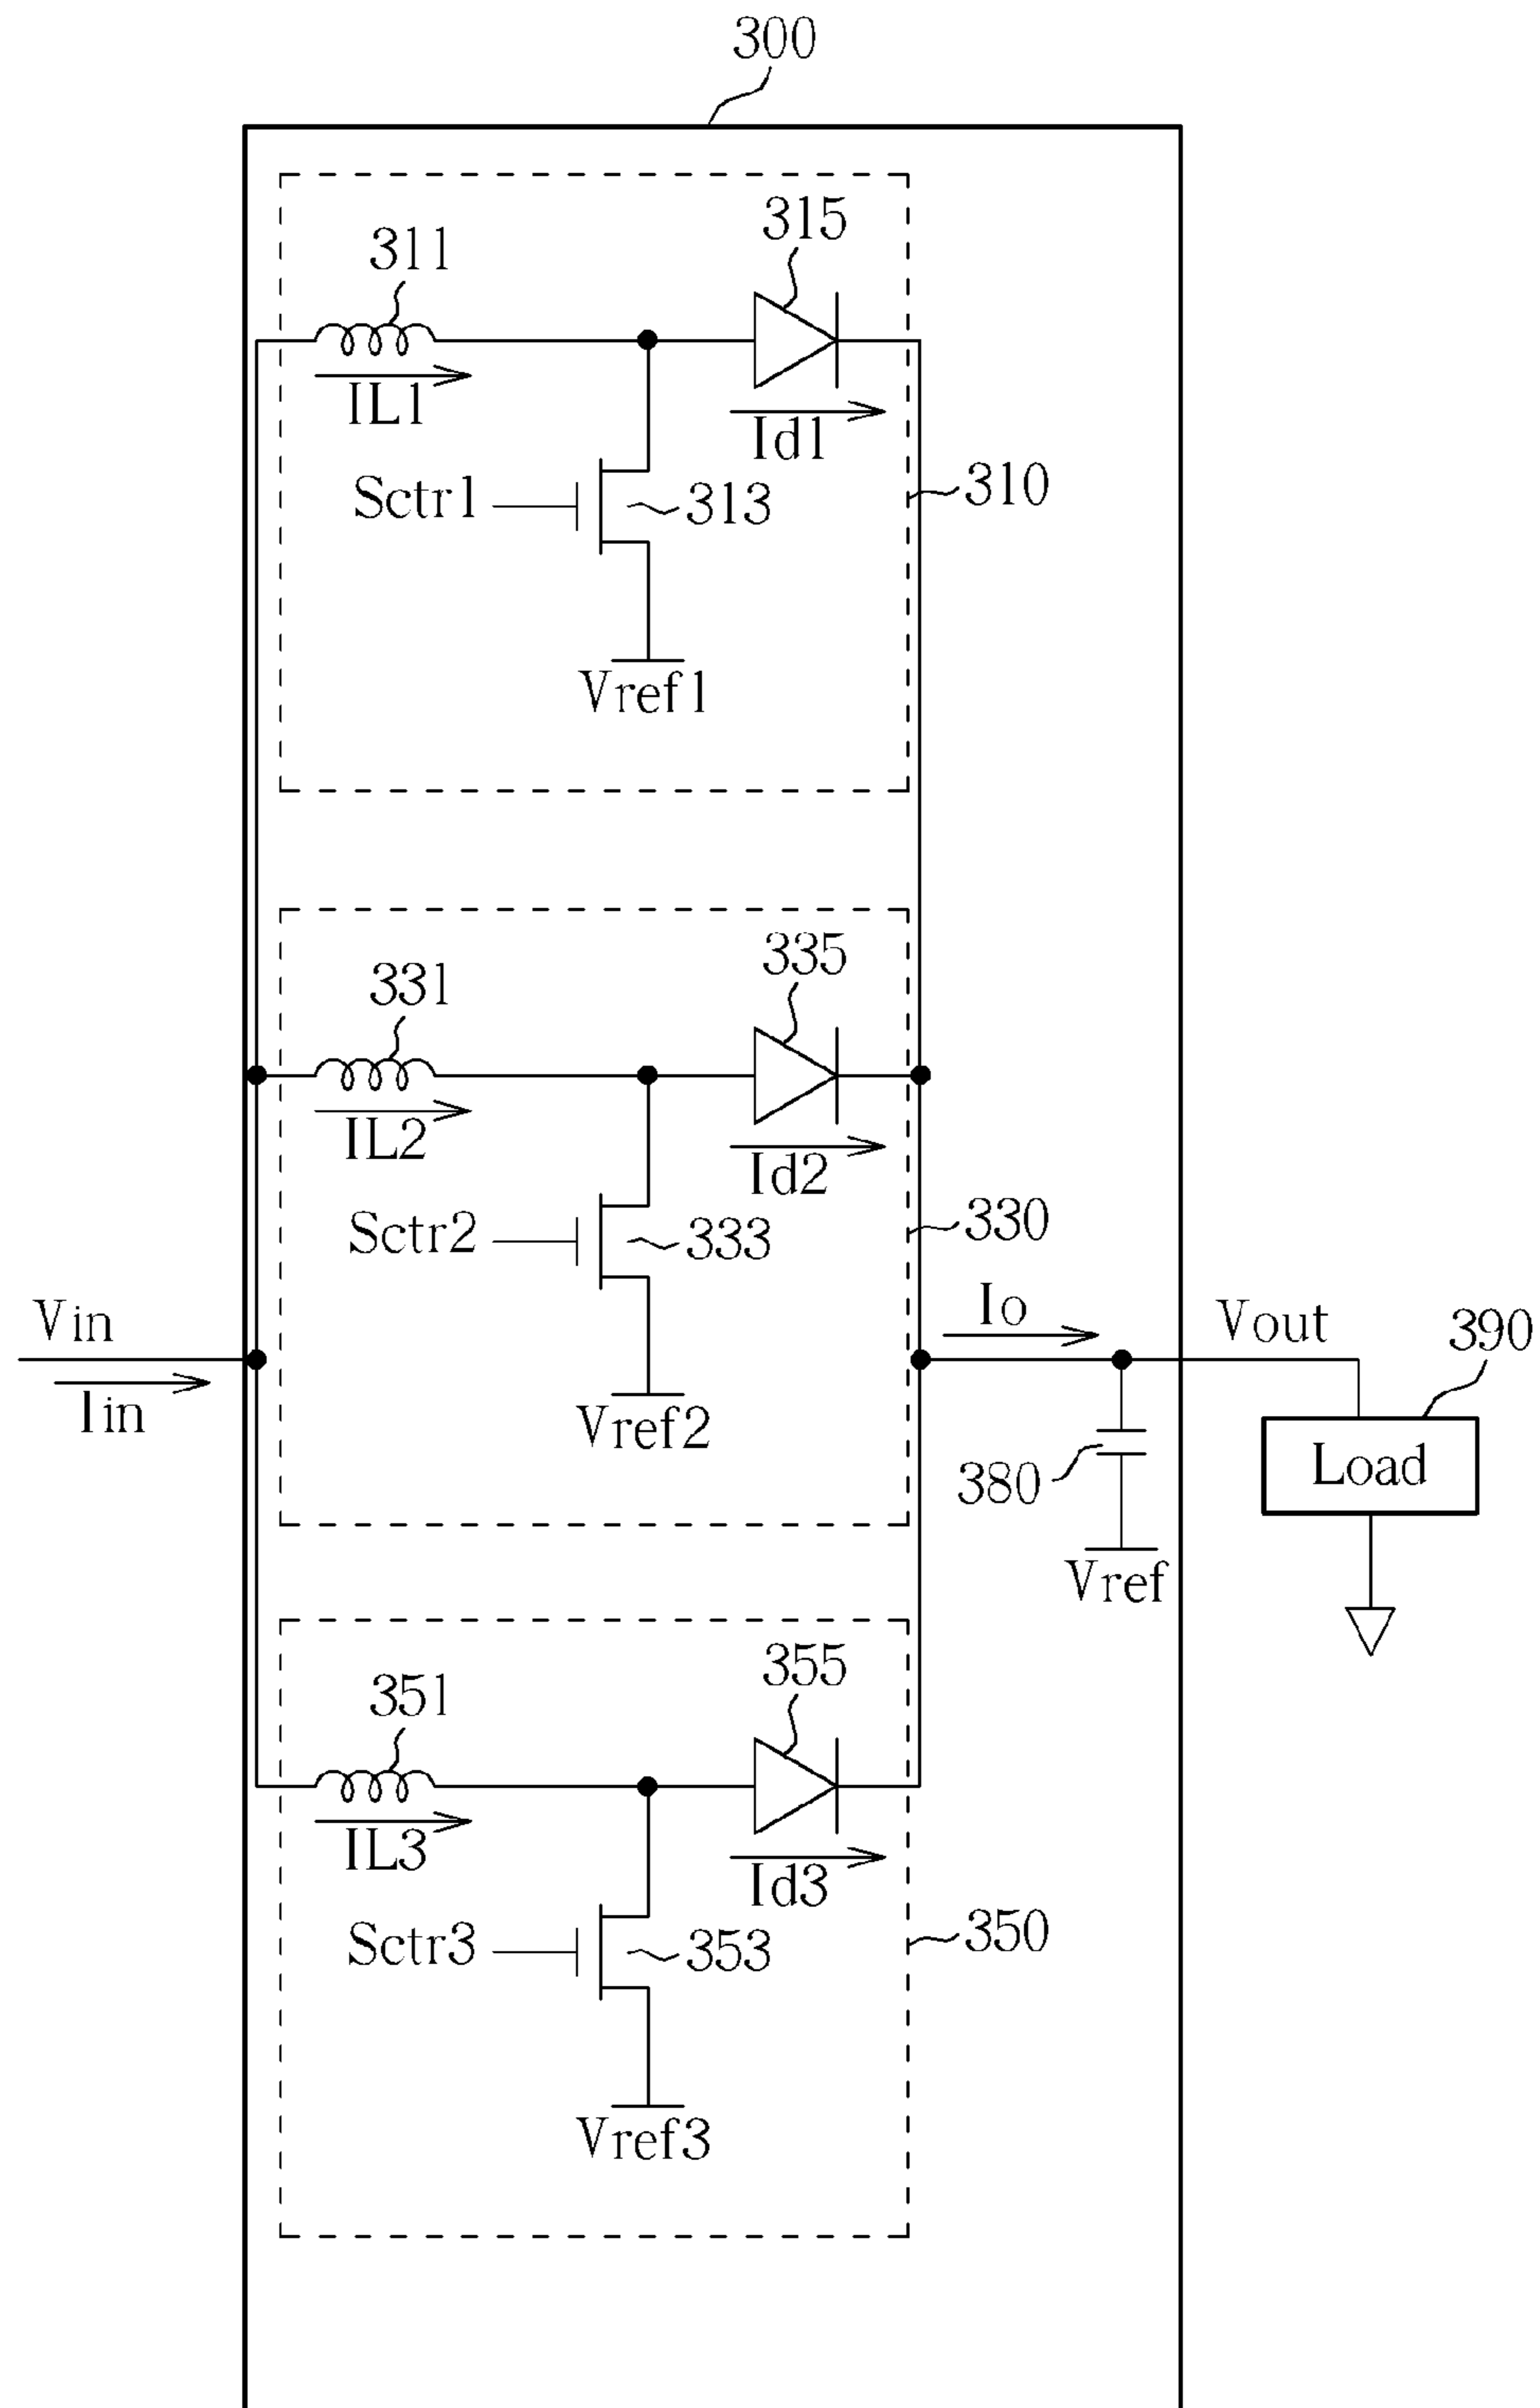 300
315
311
IL1
Id1
310
Sctr1
313
Vref1
335
331
IL2
Id2
330
Sctr2
333
Vin
Io
Vout
390
Iin
Vref2
380
Load
Vref
355
351
IL3
Id3
350
Sctr3
353
Vref3